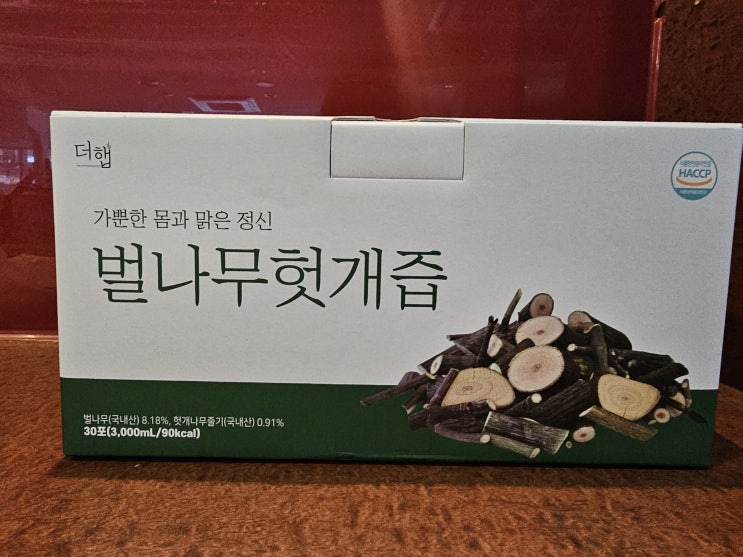 더햅
HACCP
가뿐한 몸과 맑은 정신
벌나무헛개즙
벌나무(국내산) 8.18%, 헛개나무줄기(국내산) 0.91%
30포(3,000mL/90kcal)